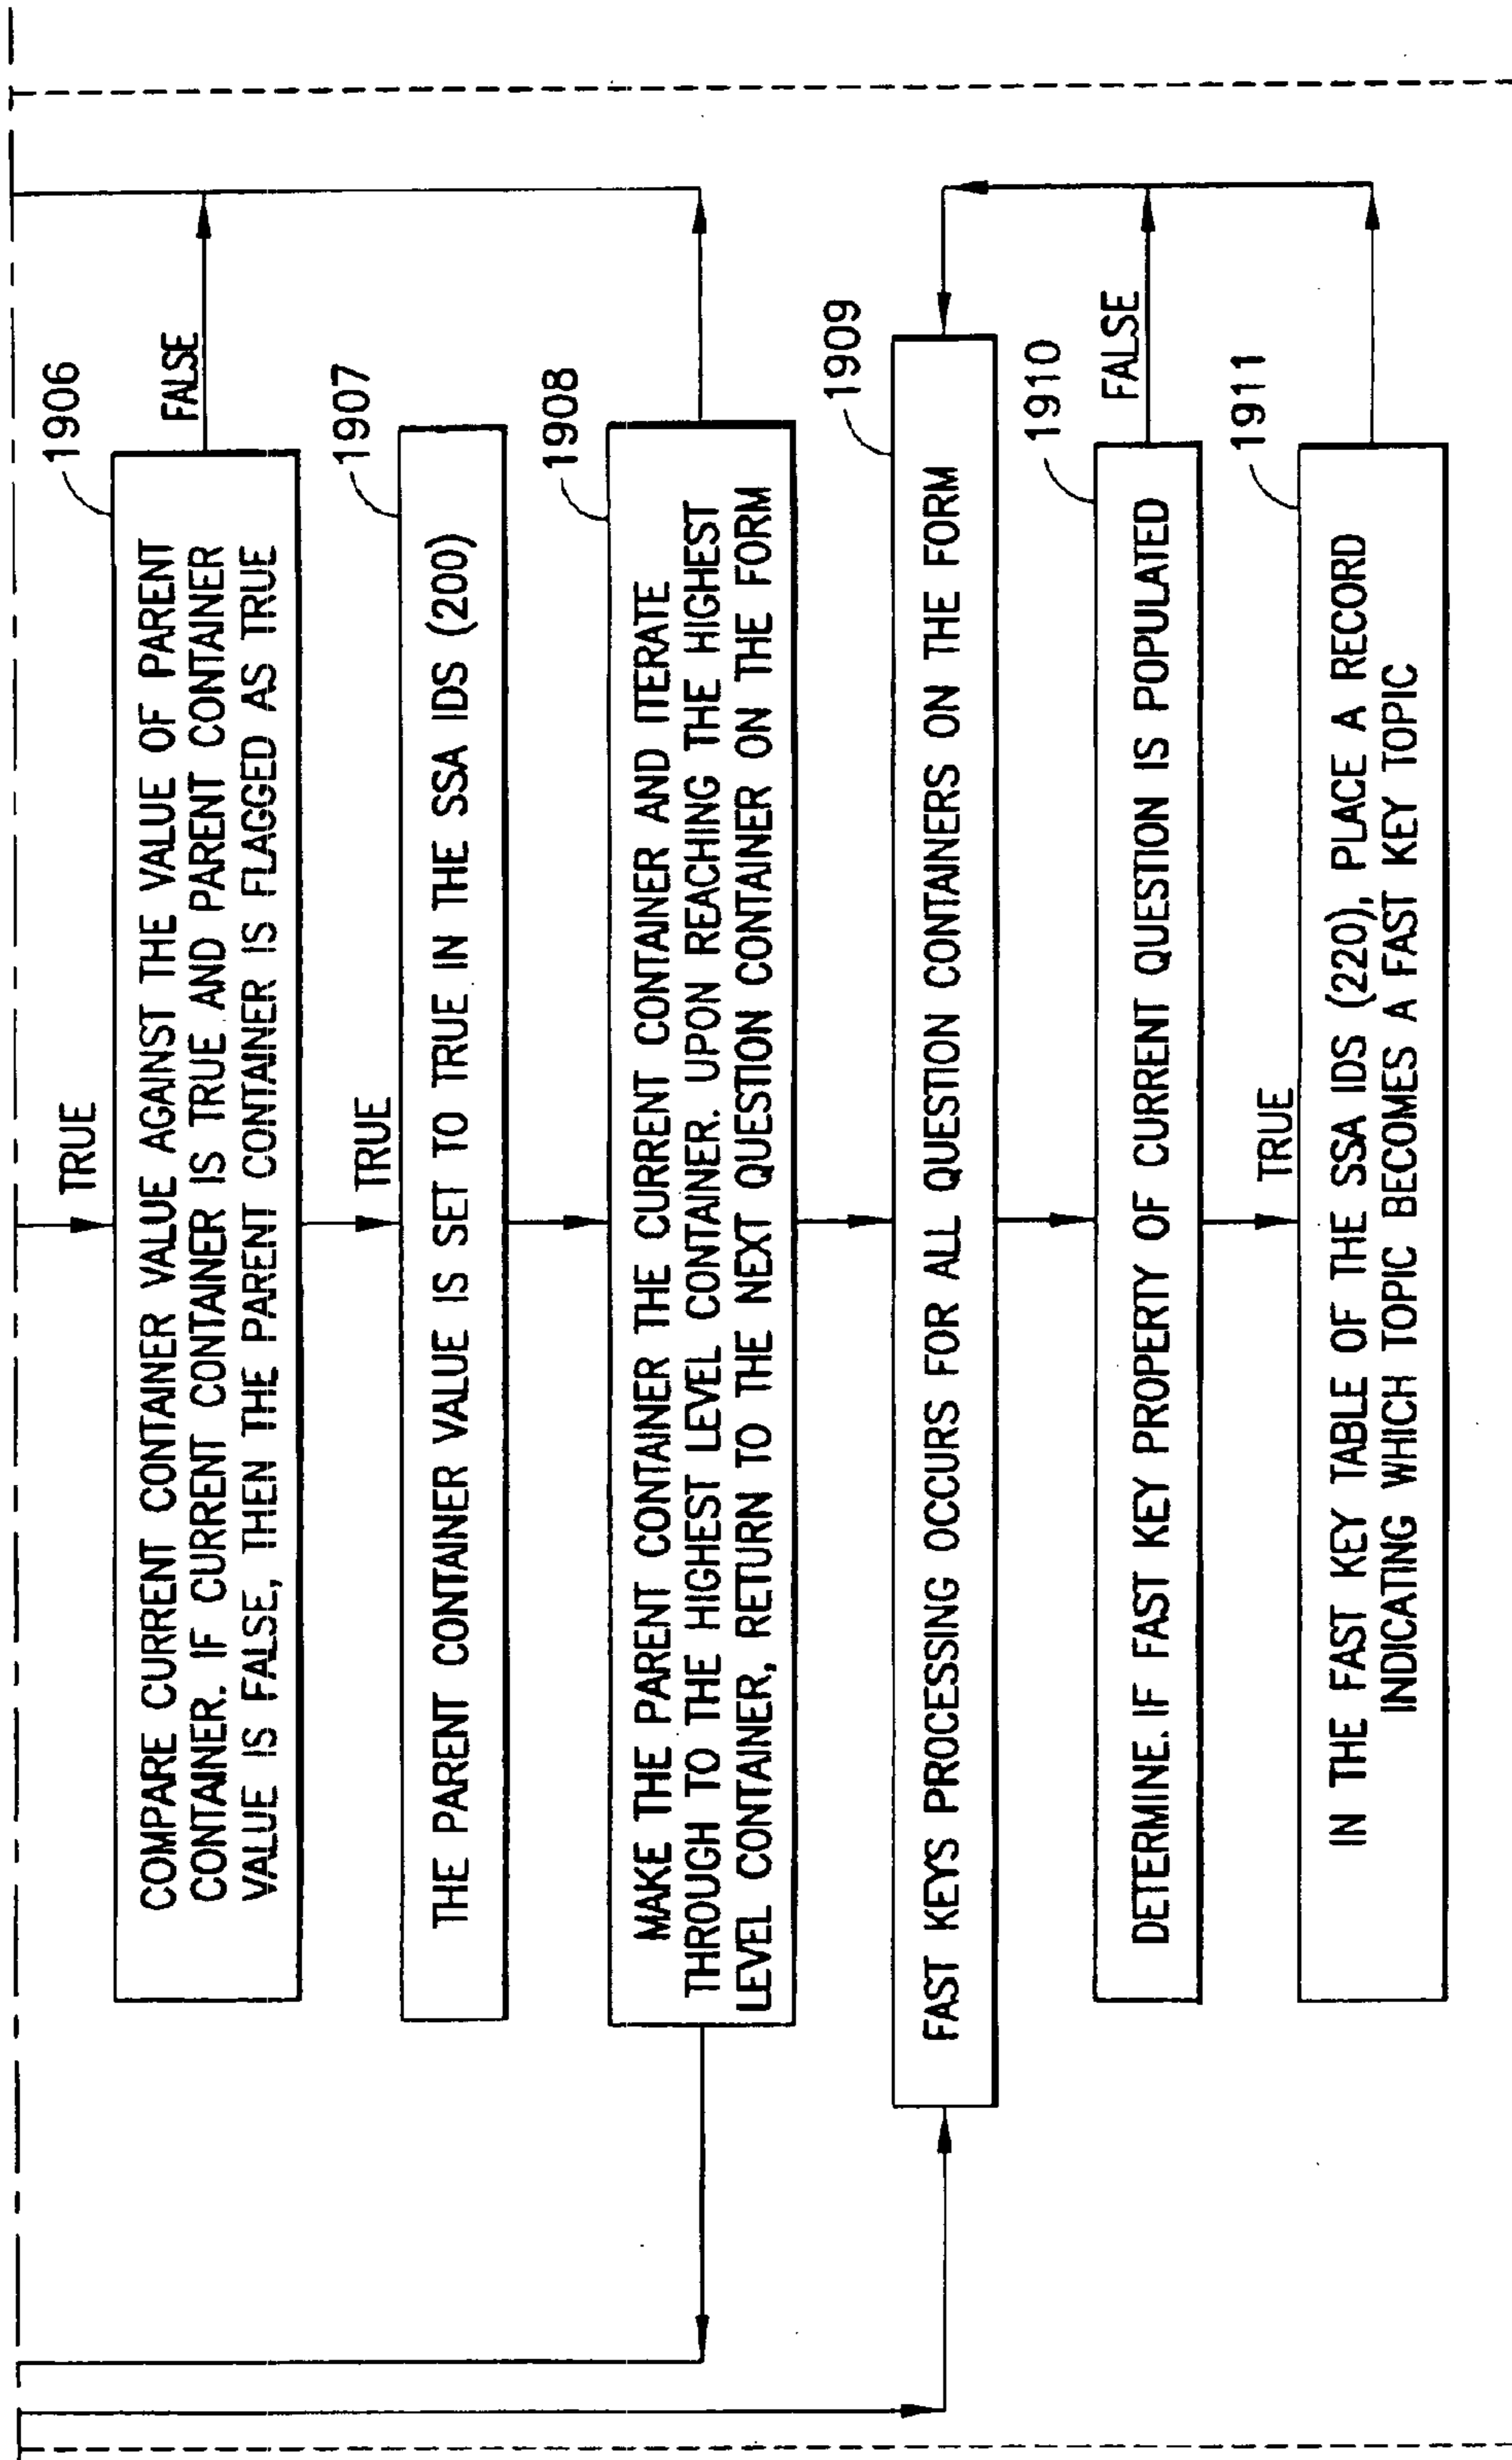 TRUE
1906
COMPARE CURRENT CONTAINER VALUE AGAINST THE VALUE OF PARENT
CONTAINER. IF CURRENT CONTAINER IS TRUE AND PARENT CONTAINER
VALUE IS FALSE, THEN THE PARENT CONTAINER IS FLAGGED AS TRUE
FALSE
TRUE
1907
THE PARENT CONTAINER VALUE IS SET TO TRUE IN THE SSA IDS (200)
1908
MAKE THE PARENT CONTAINER THE CURRENT CONTAINER AND ITERATE
THROUGH TO THE HIGHEST LEVEL CONTAINER. UPON REACHING THE HIGHEST
LEVEL CONTAINER, RETURN TO THE NEXT QUESTION CONTAINER ON THE FORM
1909
FAST KEYS PROCESSING OCCURS FOR ALL QUESTION CONTAINERS ON THE FORM
1910
DETERMINE. IF FAST KEY PROPERTY OF CURRENT QUESTION IS POPULATED
FALSE
TRUE
1911
IN THE FAST KEY TABLE OF THE SSA IDS (220), PLACE A RECORD
INDICATING WHICH TOPIC BECOMES A FAST KEY TOPIC